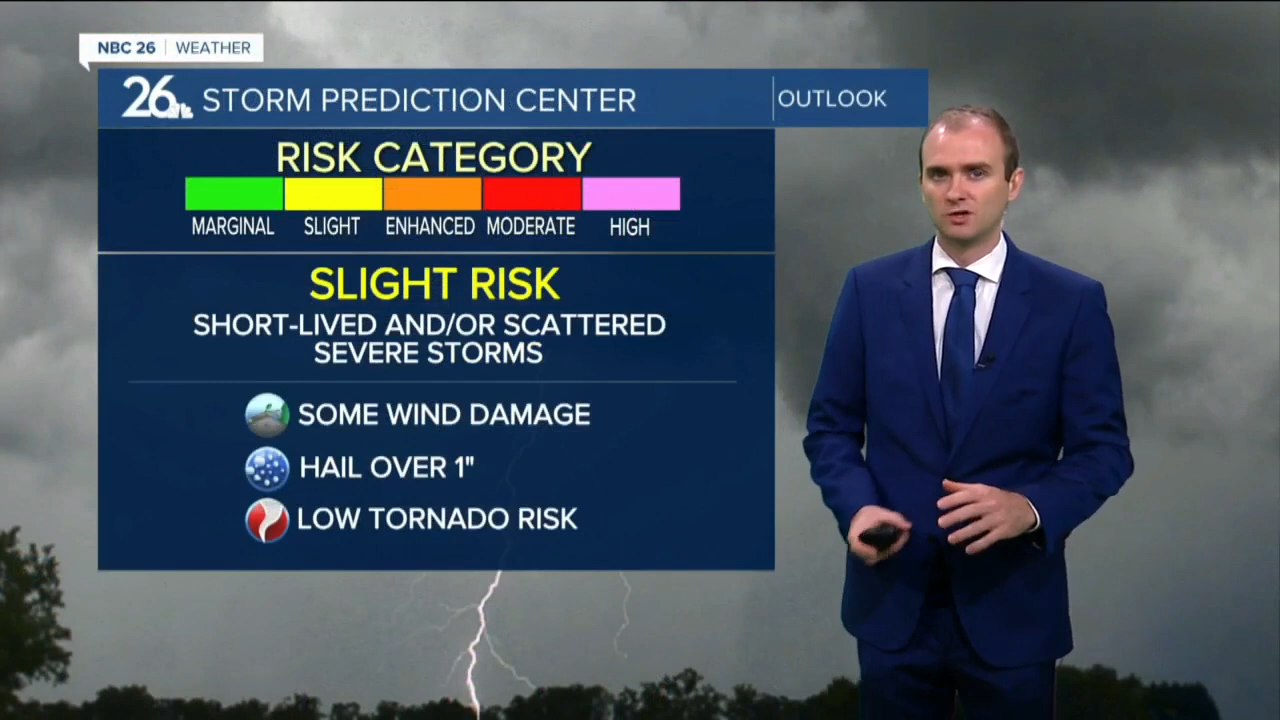 NBC 26 | WEATHER
26 STORM PREDICTION CENTER
OUTLOOK
RISK CATEGORY
MARGINAL SLIGHT ENHANCED MODERATE HIGH
SLIGHT RISK
SHORT-LIVED AND/OR SCATTERED
SEVERE STORMS
SOME WIND DAMAGE
HAIL OVER 1"
LOW TORNADO RISK